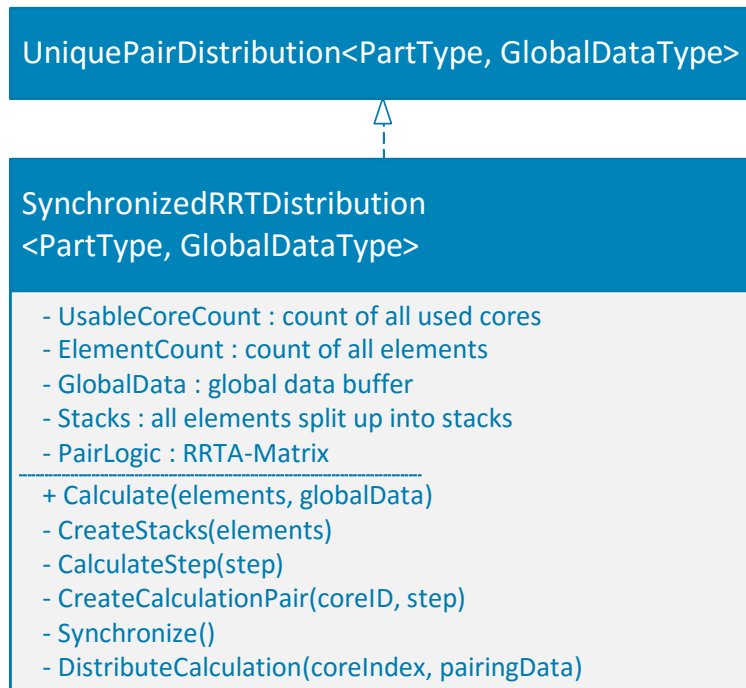 UniquePairDistribution<PartType, GlobalDataType>
SynchronizedRRTDistribution
<PartType, GlobalDataType>
- UsableCoreCount : count of all used cores
- ElementCount : count of all elements
- GlobalData : global data buffer
- Stacks : all elements split up into stacks
- PairLogic : RRTA-Matrix
+ Calculate(elements, globalData)
- CreateStacks(elements)
- CalculateStep(step)
- CreateCalculationPair(coreID, step)
- Synchronize()
- DistributeCalculation(coreIndex, pairingData)